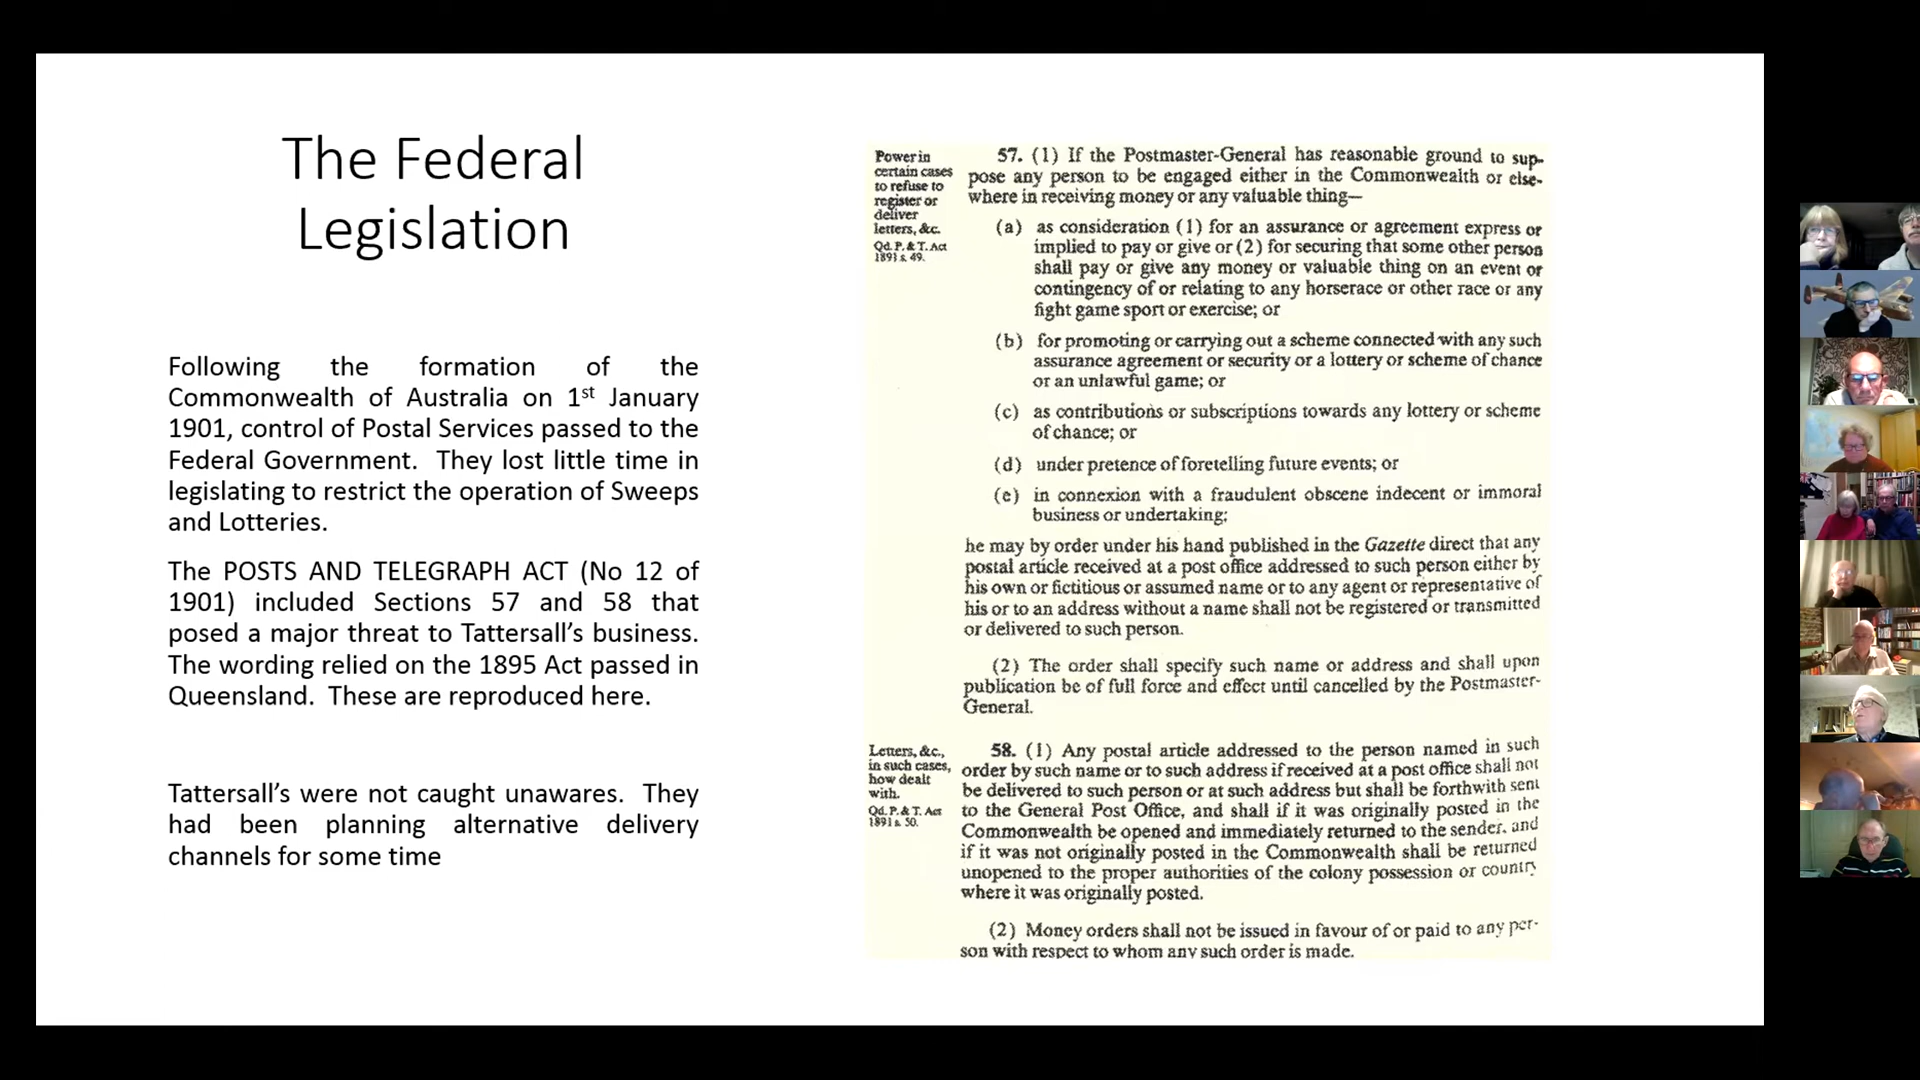 The Federal
Legislation
Following the formation of the
Commonwealth of Australia on 1st January
1901, control of Postal Services passed to the
Federal Government. They lost little time in
legislating to restrict the operation of Sweeps
and Lotteries.
The POSTS AND TELEGRAPH ACT (No 12 of
1901) included Sections 57 and 58 that
posed a major threat to Tattersall's business.
The wording relied on the 1895 Act passed in
Queensland. These are reproduced here.
Tattersall's were not caught unawares. They
had been planning alternative delivery
channels for some time
Power in
certain cases
to refuse to
register or
deliver
letters, &c.
Qd. P. & T. Act
1891 s. 49.
57. (1) If the Postmaster-General has reasonable ground to sup-
pose any person to be engaged either in the Commonwealth or else-
where in receiving money or any valuable thing—
(a) as consideration (1) for an assurance or agreement express or
implied to pay or give or (2) for securing that some other person
shall pay or give any money or valuable thing on an event or
contingency of or relating to any horserace or other race or any
fight game sport or exercise; or
(b) for promoting or carrying out a scheme connected with any such
assurance agreement or security or a lottery or scheme of chance
or an unlawful game; or
(c) as contributions or subscriptions towards any lottery or scheme
of chance; or
(d) under pretence of foretelling future events; or
(e) in connexion with a fraudulent obscene indecent or immoral
business or undertaking;
he may by order under his hand published in the Gazette direct that any
postal article received at a post office addressed to such person either by
his own or fictitious or assumed name or to any agent or representative of
his or to an address without a name shall not be registered or transmitted
or delivered to such person.
(2) The order shall specify such name or address and shall upon
publication be of full force and effect until cancelled by the Postmaster-
General.
Letters, &c.,
in such cases,
how dealt
with.
Qd. P. & T. Act
1891 s. 50.
58. (1) Any postal article addressed to the person named in such
order by such name or to such address if received at a post office shall not
be delivered to such person or at such address but shall be forthwith sent
to the General Post Office, and shall if it was originally posted in the
Commonwealth be opened and immediately returned to the sender, and
if it was not originally posted in the Commonwealth shall be returned
unopened to the proper authorities of the colony possession or country
where it was originally posted.
(2) Money orders shall not be issued in favour of or paid to any per-
son with respect to whom any such order is made.